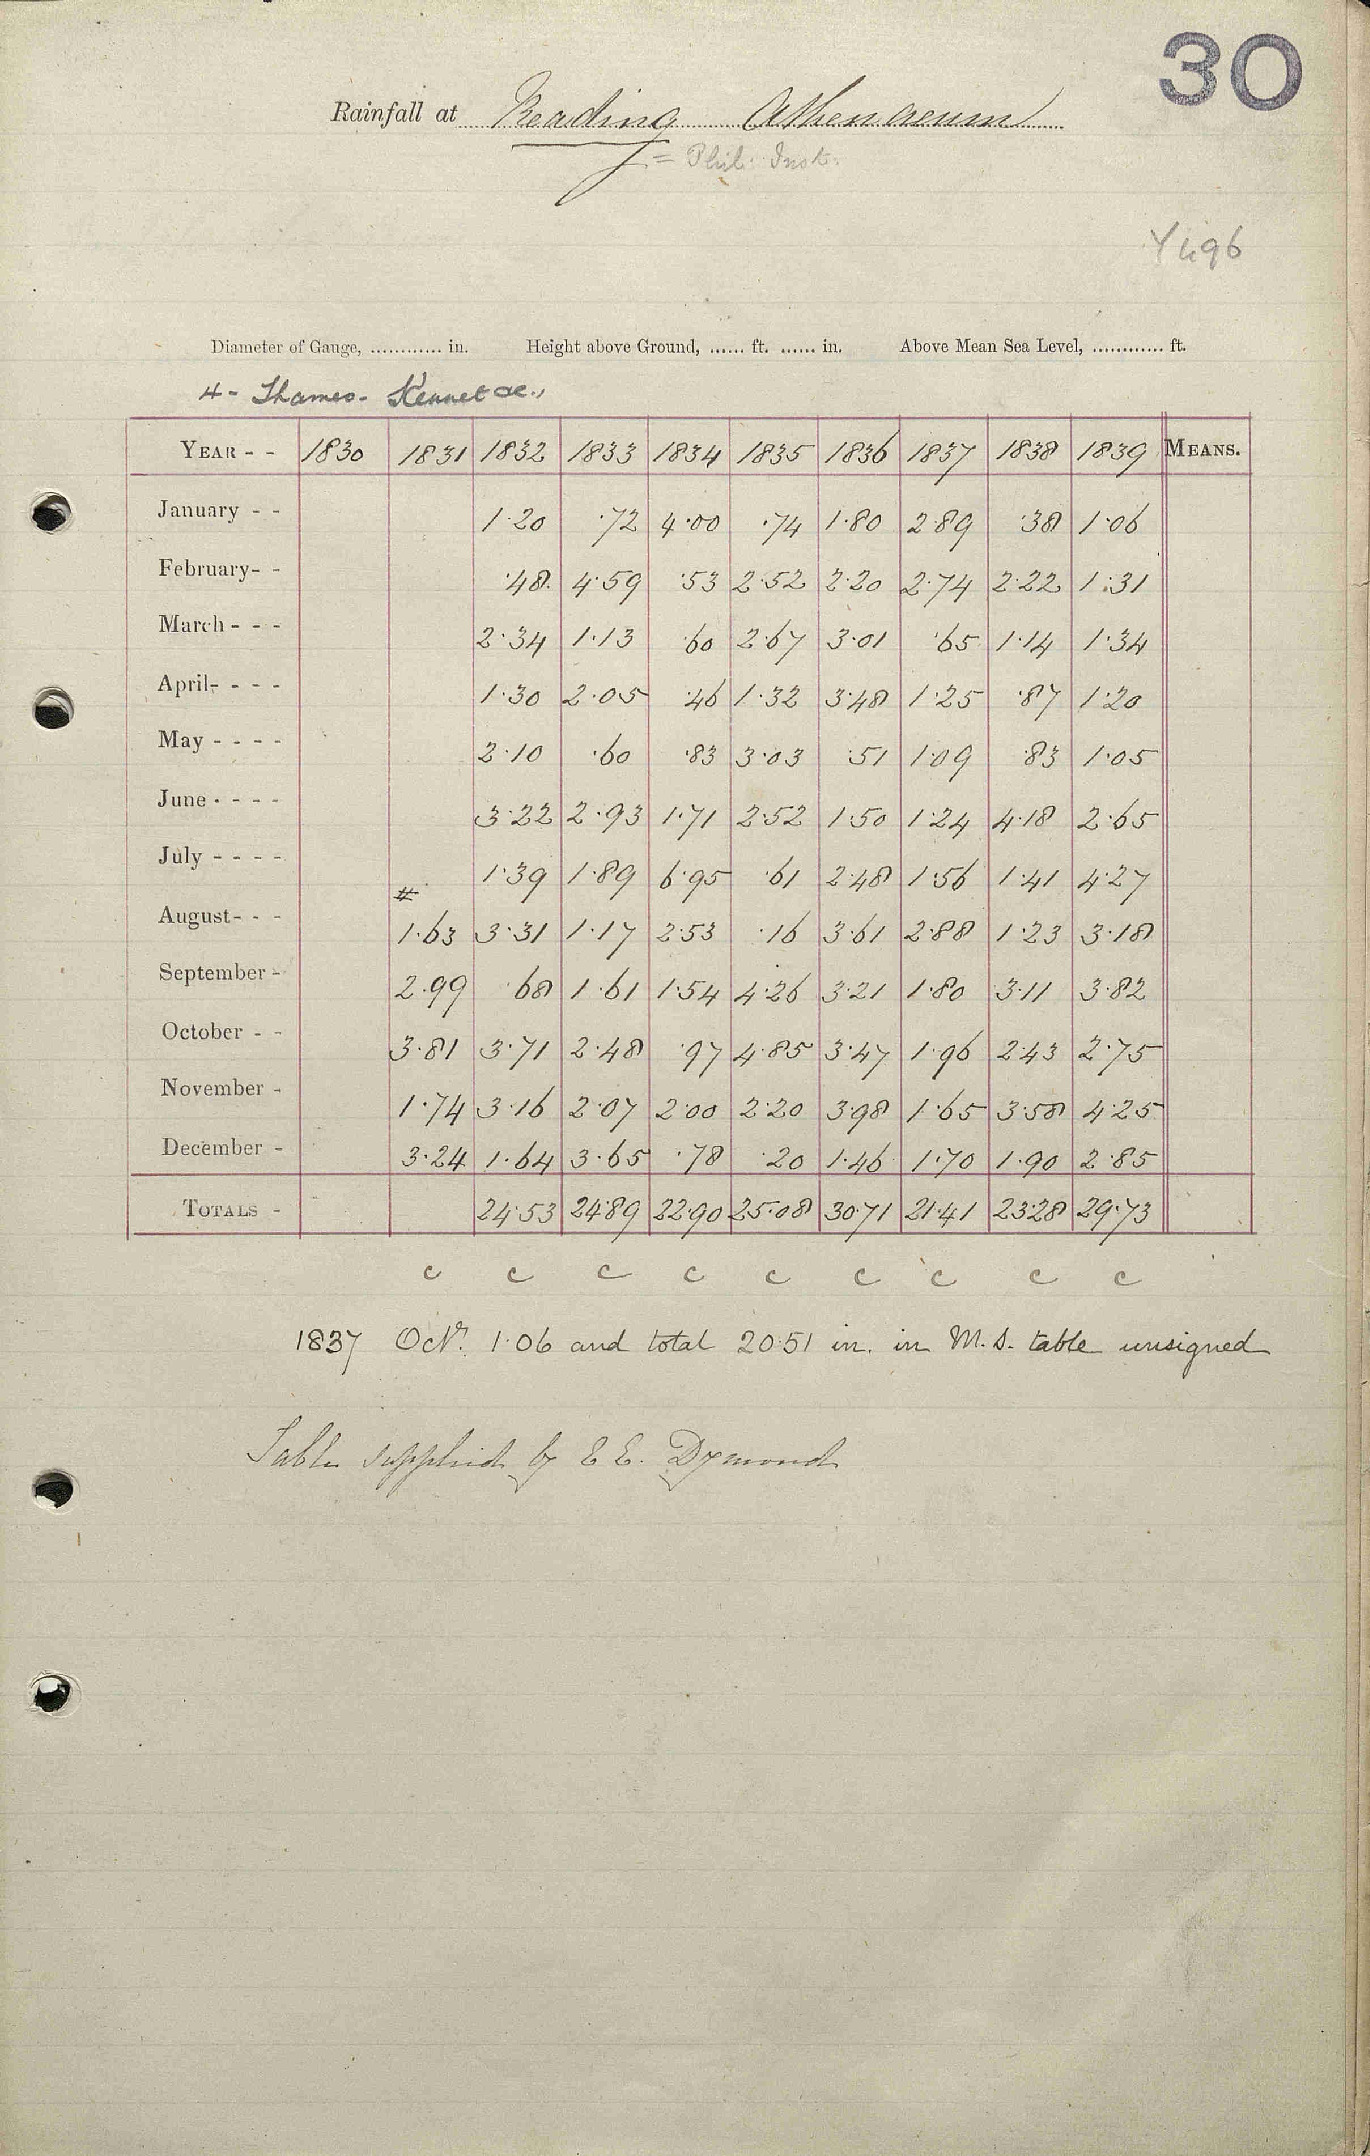 30
Rainfall at Reading Athenaeum
= Phil. Inst.
Y496
Diameter of Gauge, ............ in. Height above Ground, ...... ft. ...... in. Above Mean Sea Level, ............ ft.
4 - Thames - Kennet &c.,
YEAR - - 1830 1831 1832 1833 1834 1835 1836 1837 1838 1839 MEANS.
January - - 1·20 ·72 4·00 ·74 1·80 2·89 ·38 1·06
February - - ·48 4·59 ·53 2·52 2·20 2·74 2·22 1·31
March - - - 2·34 1·13 ·60 2·67 3·01 ·65 1·14 1·34
April - - - - 1·30 2·05 ·46 1·32 3·48 1·25 ·87 1·20
May - - - - 2·10 ·60 ·83 3·03 ·51 1·09 ·83 1·05
June - - - - 3·22 2·93 1·71 2·52 1·50 1·24 4·18 2·65
July - - - - 1·39 1·89 6·95 ·61 2·48 1·56 1·41 4·27
#
August - - - 1·63 3·31 1·17 2·53 ·16 3·61 2·88 1·23 3·18
September - 2·99 ·68 1·61 1·54 4·26 3·21 1·80 3·11 3·82
October - - 3·81 3·71 2·48 ·97 4·85 3·47 1·96 2·43 2·75
November - 1·74 3·16 2·07 2·00 2·20 3·98 1·65 3·58 4·25
December - 3·24 1·64 3·65 ·78 ·20 1·46 1·70 1·90 2·85
TOTALS - 24·53 24·89 22·90 25·08 30·71 21·41 23·28 29·73
c c c c c c c c c
1837 Octr. 1·06 and total 20·51 in. in M.S. table unsigned
Table supplied by E E. Dymond